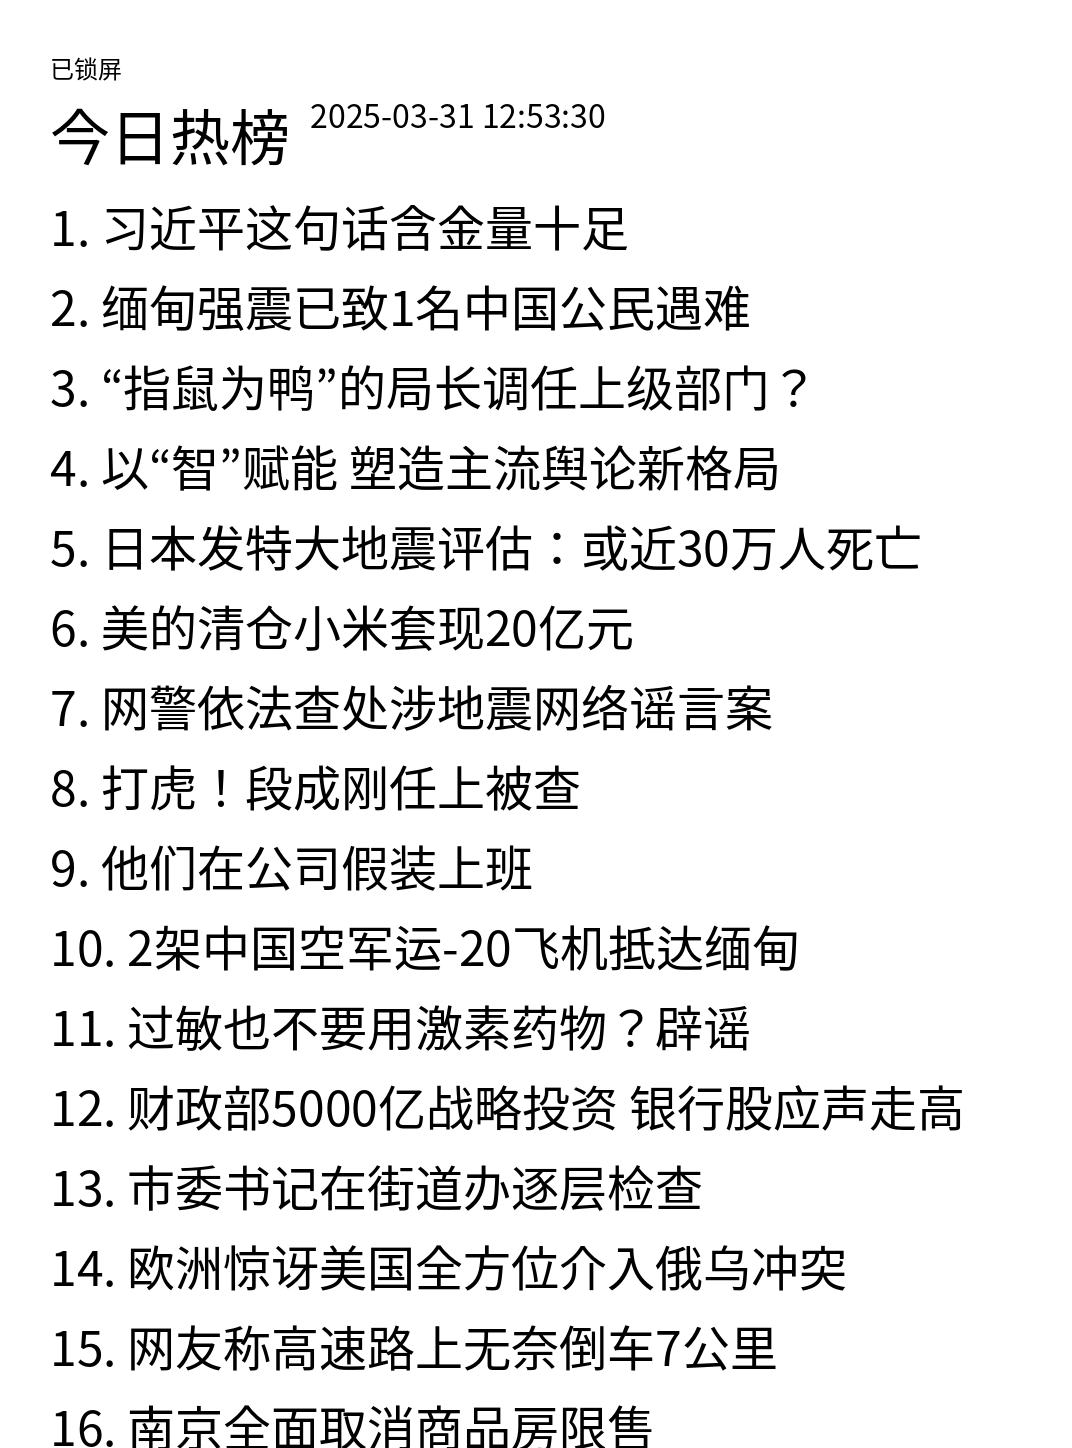 已锁屏
今日热榜 2025-03-31 12:53:30
1. 习近平这句话含金量十足
2. 缅甸强震已致1名中国公民遇难
3. “指鼠为鸭”的局长调任上级部门？
4. 以“智”赋能 塑造主流舆论新格局
5. 日本发特大地震评估：或近30万人死亡
6. 美的清仓小米套现20亿元
7. 网警依法查处涉地震网络谣言案
8. 打虎！段成刚任上被查
9. 他们在公司假装上班
10. 2架中国空军运-20飞机抵达缅甸
11. 过敏也不要用激素药物？辟谣
12. 财政部5000亿战略投资 银行股应声走高
13. 市委书记在街道办逐层检查
14. 欧洲惊讶美国全方位介入俄乌冲突
15. 网友称高速路上无奈倒车7公里
16. 南京全面取消商品房限售